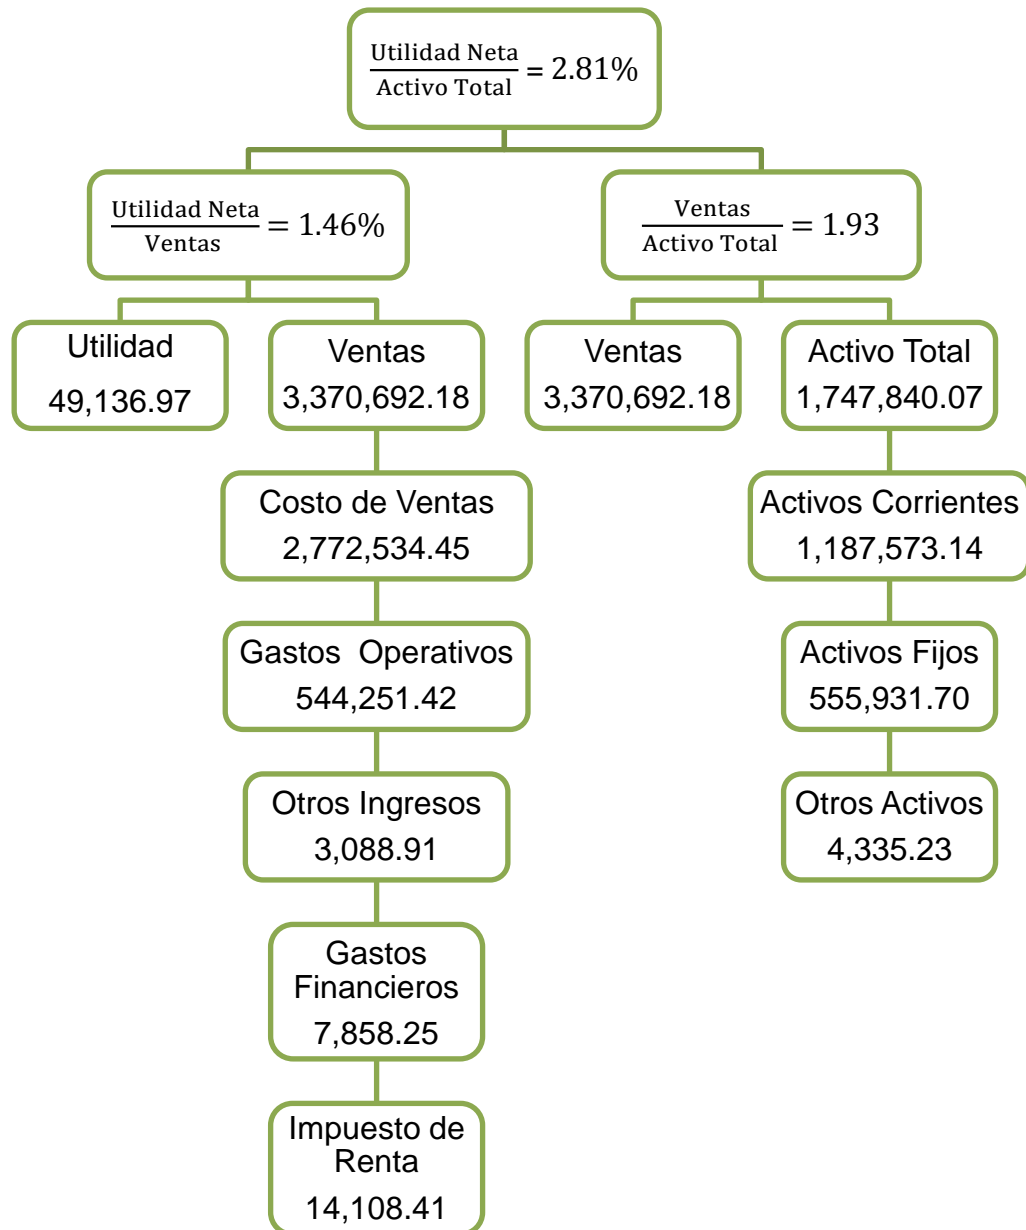 Utilidad Neta
Activo Total
= 2.81%
Utilidad Neta
Ventas
= 1.46%
Ventas
Activo Total
= 1.93
Utilidad
49,136.97
Ventas
3,370,692.18
Ventas
3,370,692.18
Activo Total
1,747,840.07
Costo de Ventas
2,772,534.45
Activos Corrientes
1,187,573.14
Gastos Operativos
544,251.42
Activos Fijos
555,931.70
Otros Ingresos
3,088.91
Otros Activos
4,335.23
Gastos
Financieros
7,858.25
Impuesto de
Renta
14,108.41